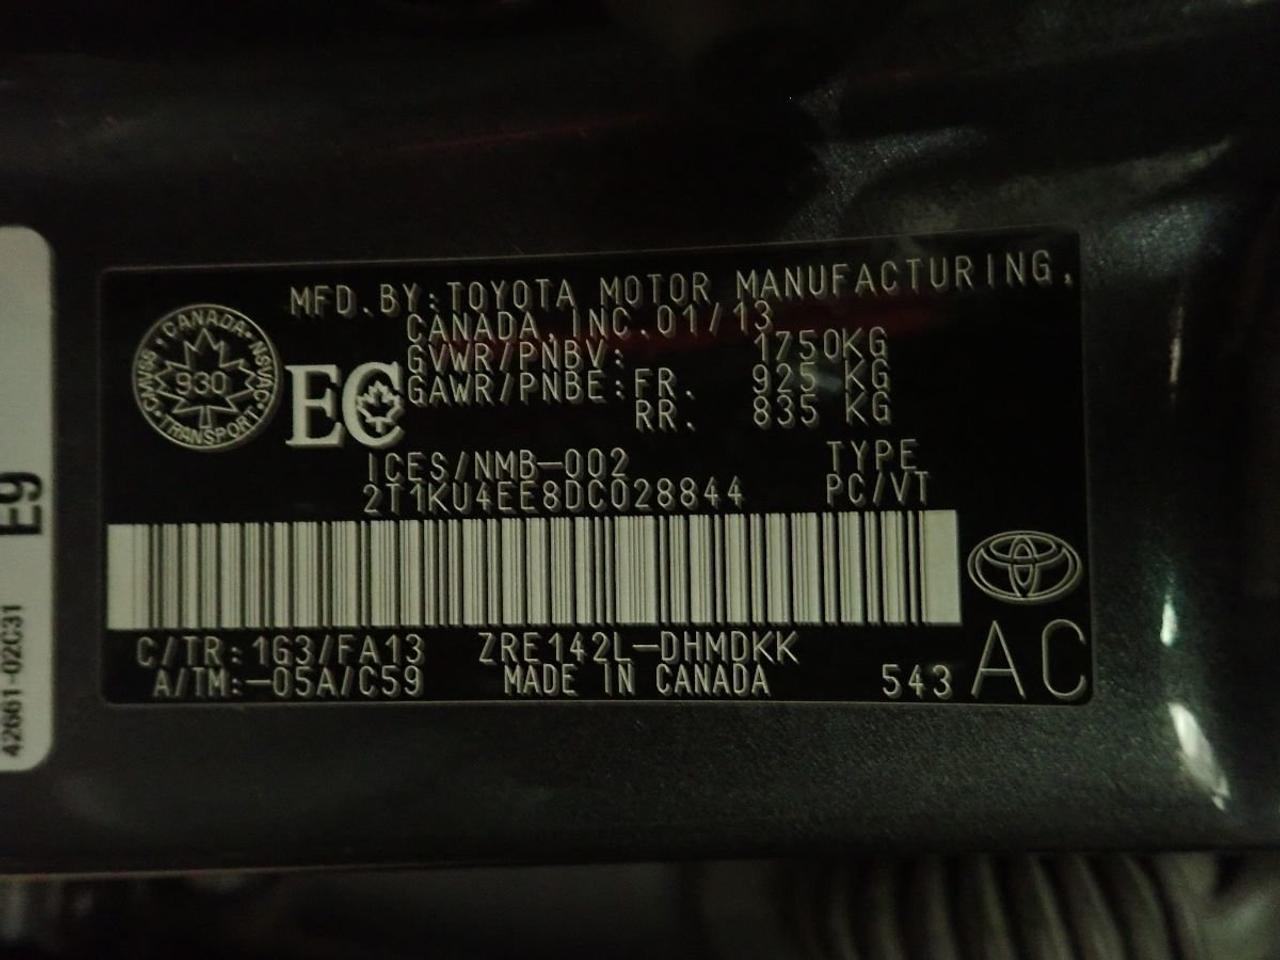 MFD.BY:TOYOTA MOTOR MANUFACTURING,
CANADA,INC.01/13
GVWR/PNBV: 1750KG
GAWR/PNBE:FR. 925 KG
RR. 835 KG
CANADA·NSVAC·TRANSPORT·CMVSS
930
EC
ICES/NMB-002 TYPE
2T1KU4EE8DC028844 PC/VT
C/TR:1G3/FA13 ZRE142L-DHMDKK
A/TM:-05A/C59 MADE IN CANADA 543 AC
E9
42661-02C31